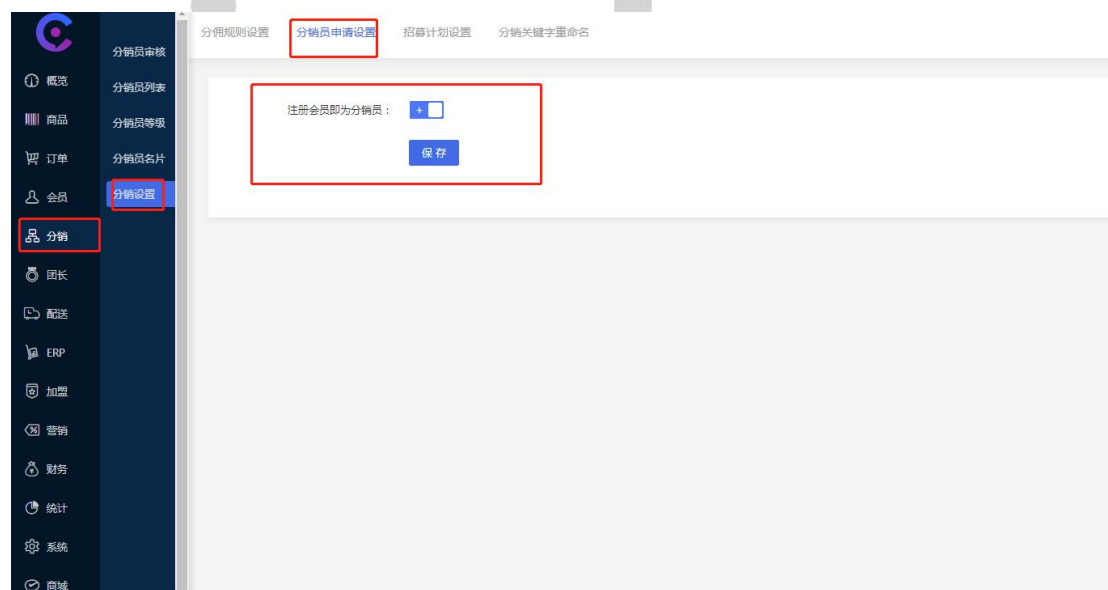 分佣规则设置 分销员申请设置 招募计划设置 分销关键字重命名
概览
商品
订单
会员
分销
团长
配送
ERP
加盟
营销
财务
统计
系统
商城
分销员审核
分销员列表
分销员等级
分销员名片
分销设置
注册会员即为分销员：
保存